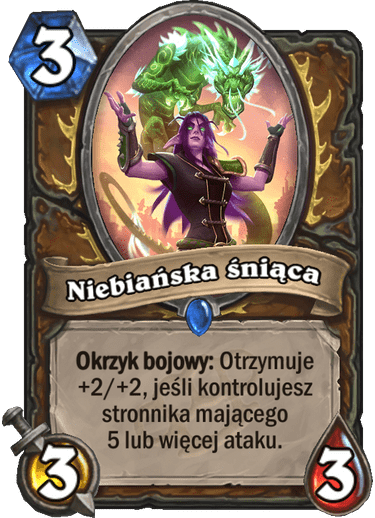 3
Niebiańska śniąca
Okrzyk bojowy: Otrzymuje
+2/+2, jeśli kontrolujesz
stronnika mającego
5 lub więcej ataku.
3
3